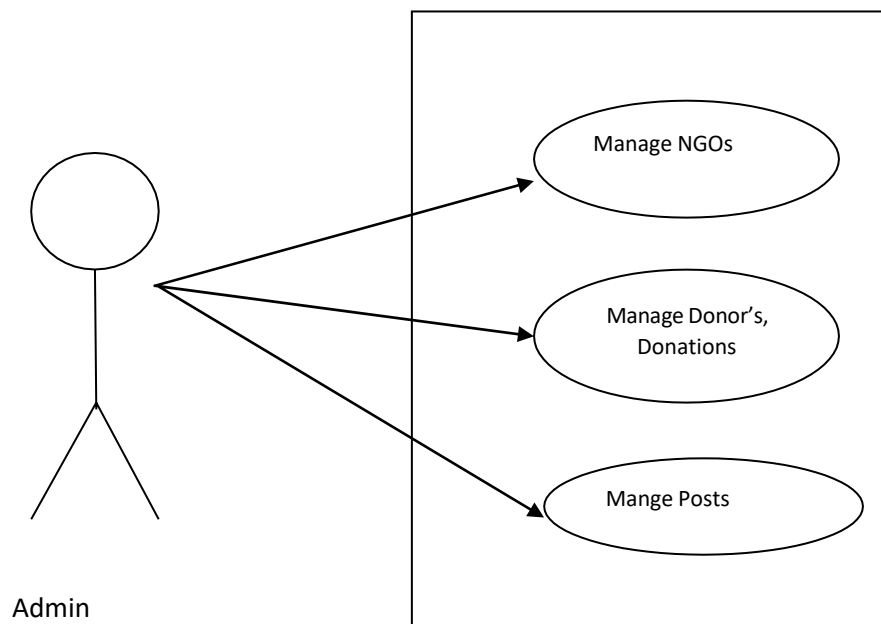 Manage NGOs
Manage Donor’s,
Donations
Mange Posts
Admin